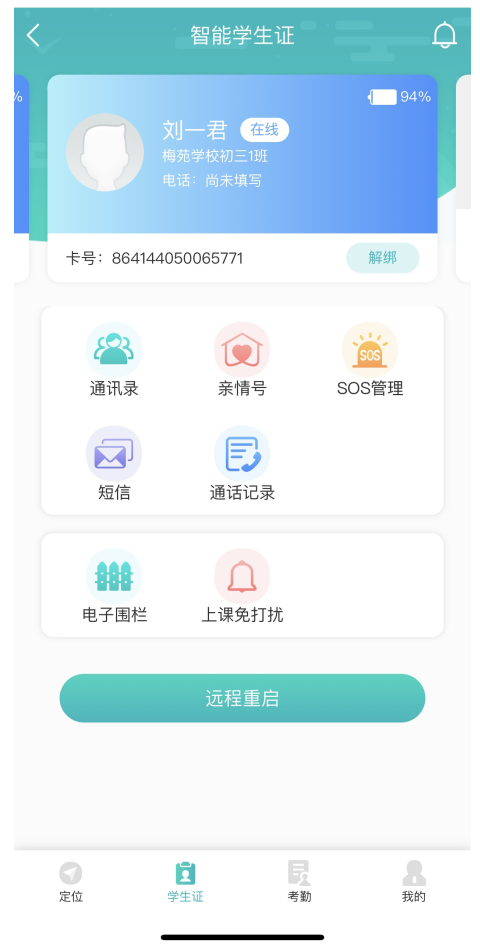 智能学生证
%
94%
刘一君 在线
梅苑学校初三1班
电话：尚未填写
卡号：864144050065771 解绑
通讯录 亲情号 SOS管理
SOS
短信 通话记录
电子围栏 上课免打扰
远程重启
定位 学生证 考勤 我的